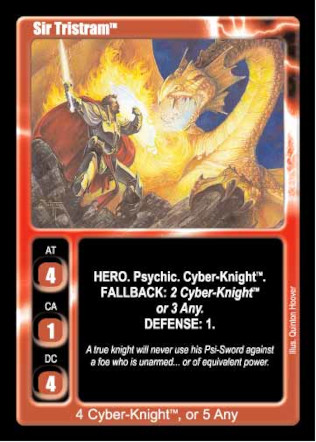 Sir Tristram™
AT
4
CA
1
DC
4
HERO. Psychic. Cyber-Knight™.
FALLBACK: 2 Cyber-Knight™
or 3 Any.
DEFENSE: 1.
A true knight will never use his Psi-Sword against
a foe who is unarmed... or of equivalent power.
Illus. Quinton Hoover
4 Cyber-Knight™, or 5 Any